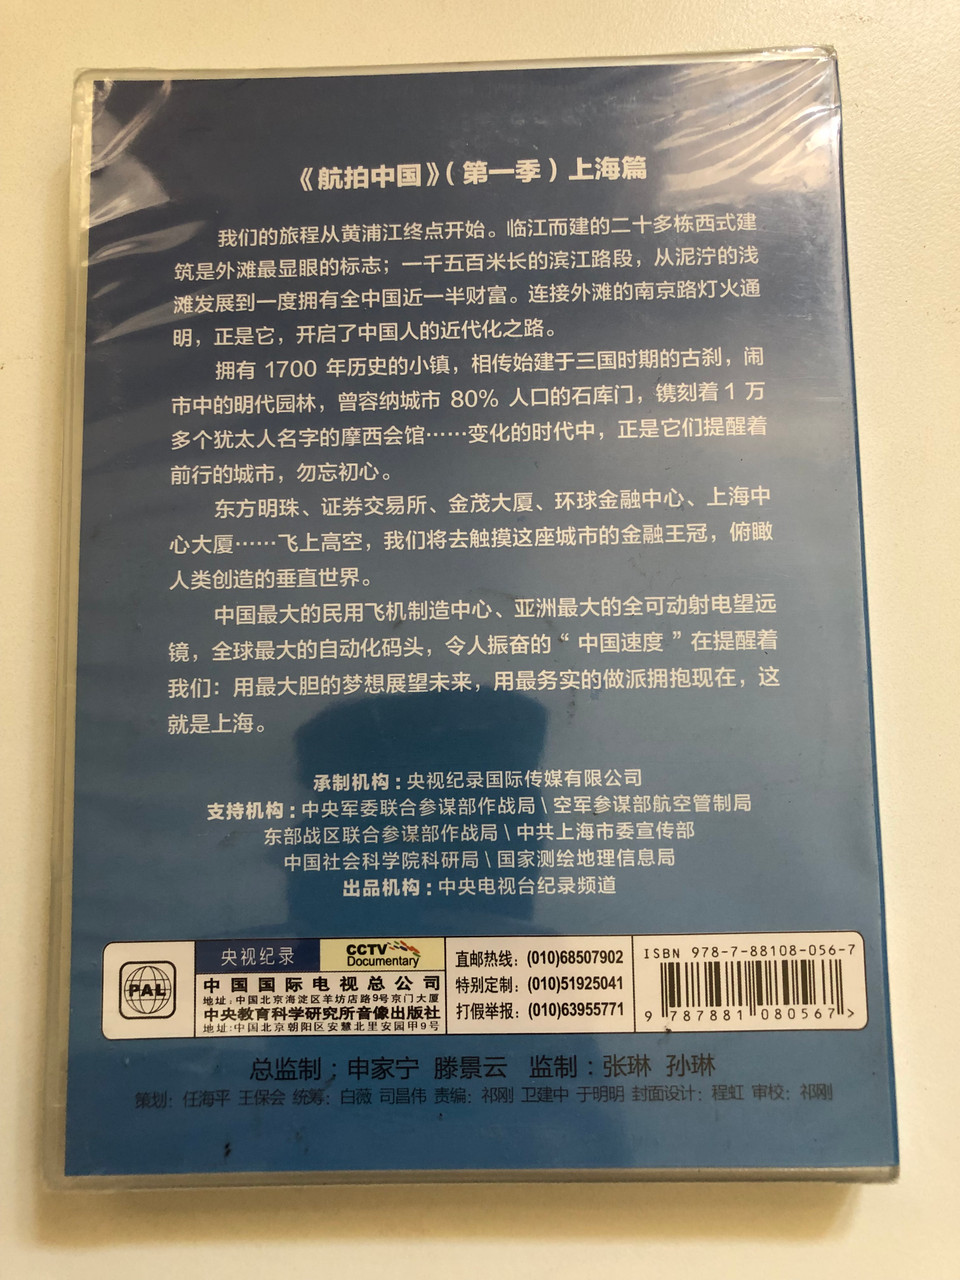 《航拍中国》（第一季）上海篇
我们的旅程从黄浦江终点开始。临江而建的二十多栋西式建
筑是外滩最显眼的标志；一千五百米长的滨江路段，从泥泞的浅
滩发展到一度拥有全中国近一半财富。连接外滩的南京路灯火通
明，正是它，开启了中国人的近代化之路。
拥有 1700 年历史的小镇，相传始建于三国时期的古刹，闹
市中的明代园林，曾容纳城市 80% 人口的石库门，镌刻着 1 万
多个犹太人名字的摩西会馆……变化的时代中，正是它们提醒着
前行的城市，勿忘初心。
东方明珠、证券交易所、金茂大厦、环球金融中心、上海中
心大厦……飞上高空，我们将去触摸这座城市的金融王冠，俯瞰
人类创造的垂直世界。
中国最大的民用飞机制造中心、亚洲最大的全可动射电望远
镜，全球最大的自动化码头，令人振奋的“ 中国速度 ”在提醒着
我们：用最大胆的梦想展望未来，用最务实的做派拥抱现在，这
就是上海。
承制机构：央视纪录国际传媒有限公司
支持机构：中央军委联合参谋部作战局 \ 空军参谋部航空管制局
东部战区联合参谋部作战局 \ 中共上海市委宣传部
中国社会科学院科研局 \ 国家测绘地理信息局
出品机构：中央电视台纪录频道
PAL
央视纪录
CCTV
Documentary
中国国际电视总公司
地址：中国北京海淀区羊坊店路9号京门大厦
中央教育科学研究所音像出版社
地址：中国北京朝阳区安慧北里安园甲9号
直邮热线：(010)68507902
特别定制：(010)51925041
打假举报：(010)63955771
ISBN 978-7-88108-056-7
9 787881 080567 >
总监制：申家宁 滕景云 监制：张琳 孙琳
策划：任海平 王保会 统筹：白薇 司昌伟 责编：祁刚 卫建中 于明明 封面设计：程虹 审校：祁刚